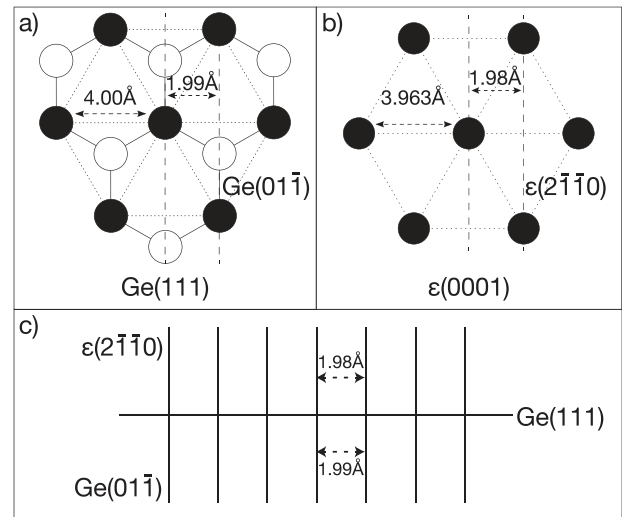 a)
4.00Å
1.99Å
Ge(011̄)
Ge(111)
b)
3.963Å
1.98Å
ε(21̄1̄0)
ε(0001)
c)
ε(21̄1̄0)
1.98Å
Ge(111)
1.99Å
Ge(011̄)